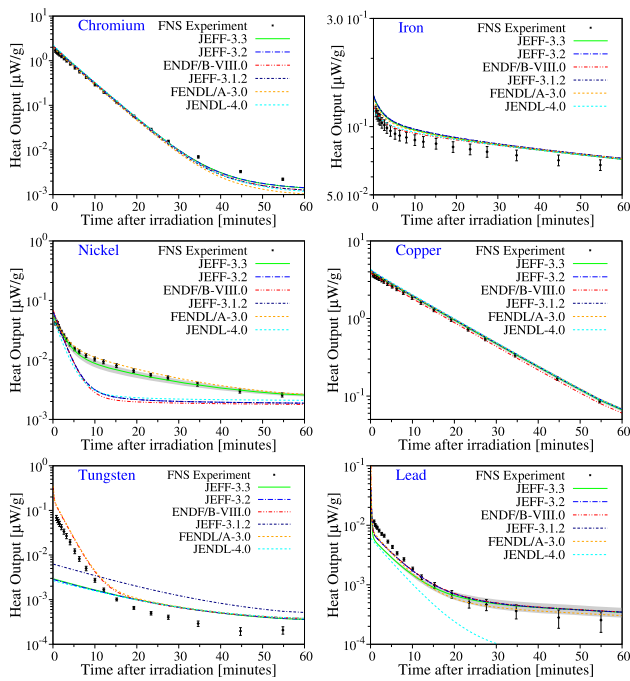 Chromium
FNS Experiment
JEFF-3.3
JEFF-3.2
ENDF/B-VIII.0
JEFF-3.1.2
FENDL/A-3.0
JENDL-4.0
10^1
10^0
10^-1
10^-2
10^-3
Heat Output [μW/g]
0 10 20 30 40 50 60
Time after irradiation [minutes]
Iron
FNS Experiment
JEFF-3.3
JEFF-3.2
ENDF/B-VIII.0
JEFF-3.1.2
FENDL/A-3.0
JENDL-4.0
3.0 10^-1
10^-1
5.0 10^-2
Heat Output [μW/g]
0 10 20 30 40 50 60
Time after irradiation [minutes]
Nickel
FNS Experiment
JEFF-3.3
JEFF-3.2
ENDF/B-VIII.0
JEFF-3.1.2
FENDL/A-3.0
JENDL-4.0
10^0
10^-1
10^-2
10^-3
Heat Output [μW/g]
0 10 20 30 40 50 60
Time after irradiation [minutes]
Copper
FNS Experiment
JEFF-3.3
JEFF-3.2
ENDF/B-VIII.0
JEFF-3.1.2
FENDL/A-3.0
JENDL-4.0
10^1
10^0
10^-1
Heat Output [μW/g]
0 10 20 30 40 50 60
Time after irradiation [minutes]
Tungsten
FNS Experiment
JEFF-3.3
JEFF-3.2
ENDF/B-VIII.0
JEFF-3.1.2
FENDL/A-3.0
JENDL-4.0
10^0
10^-1
10^-2
10^-3
10^-4
Heat Output [μW/g]
0 10 20 30 40 50 60
Time after irradiation [minutes]
Lead
FNS Experiment
JEFF-3.3
JEFF-3.2
ENDF/B-VIII.0
JEFF-3.1.2
FENDL/A-3.0
JENDL-4.0
10^-1
10^-2
10^-3
10^-4
Heat Output [μW/g]
0 10 20 30 40 50 60
Time after irradiation [minutes]